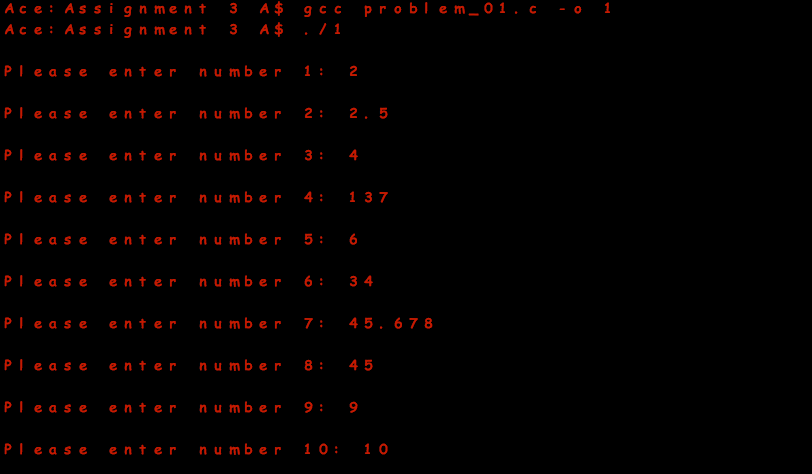 Ace:Assignment 3 A$ gcc problem_01.c -o 1
Ace:Assignment 3 A$ ./1
Please enter number 1: 2
Please enter number 2: 2.5
Please enter number 3: 4
Please enter number 4: 137
Please enter number 5: 6
Please enter number 6: 34
Please enter number 7: 45.678
Please enter number 8: 45
Please enter number 9: 9
Please enter number 10: 10